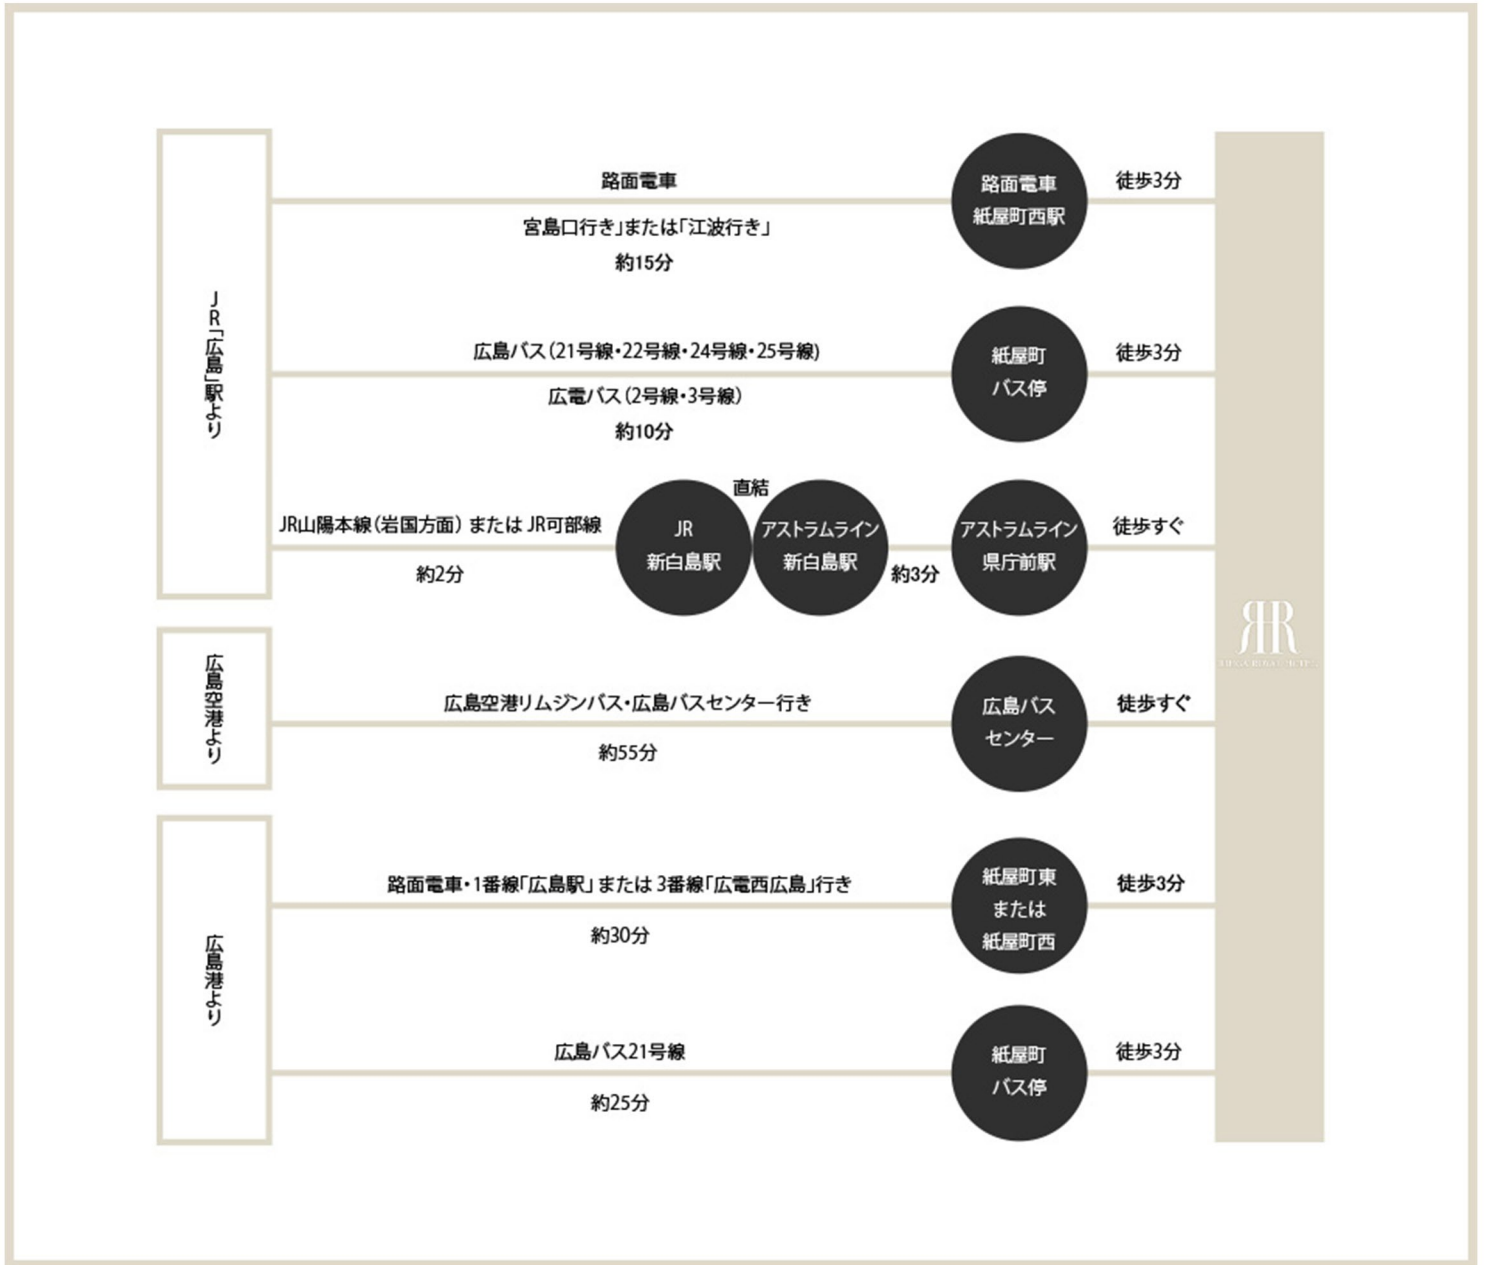 JR「広島」駅より
路面電車
宮島口行き」または「江波行き」
約15分
路面電車
紙屋町西駅
徒歩3分
広島バス(21号線・22号線・24号線・25号線)
広電バス(2号線・3号線)
約10分
紙屋町
バス停
徒歩3分
JR山陽本線(岩国方面) または JR可部線
約2分
JR
新白島駅
直結
アストラムライン
新白島駅
約3分
アストラムライン
県庁前駅
徒歩すぐ
広島空港より
広島空港リムジンバス・広島バスセンター行き
約55分
広島バス
センター
徒歩すぐ
広島港より
路面電車・1番線「広島駅」 または 3番線「広電西広島」行き
約30分
紙屋町東
または
紙屋町西
徒歩3分
広島バス21号線
約25分
紙屋町
バス停
徒歩3分
RIHGA ROYAL HOTEL